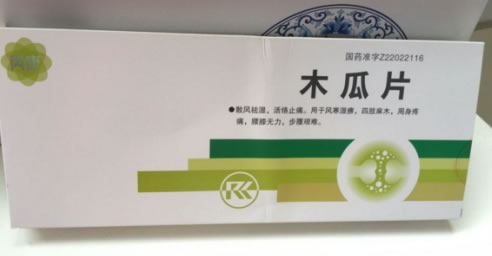 国药准字Z22022116
木瓜片
●散风祛湿，活络止痛。用于风寒湿痹，四肢麻木，周身疼
痛，腰膝无力，步履艰难。